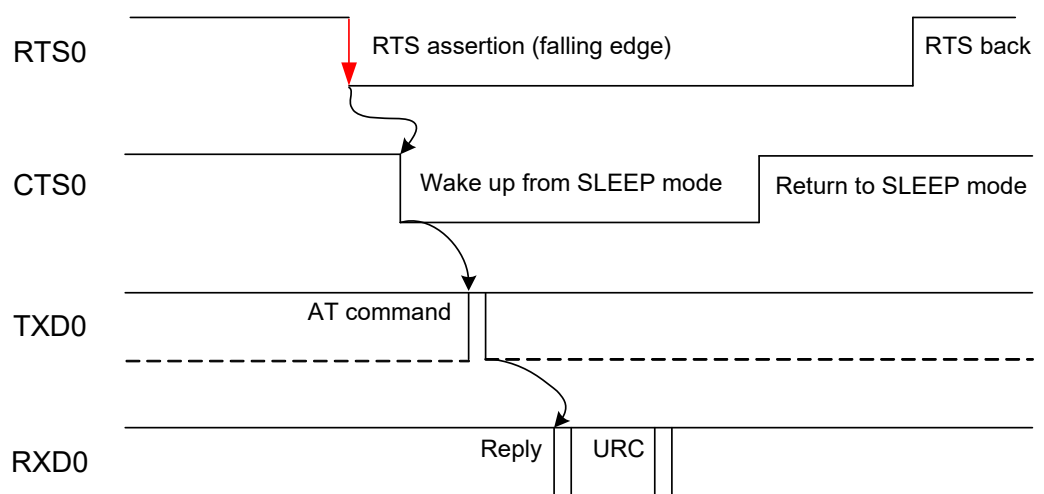 RTS0
RTS assertion (falling edge)
RTS back
CTS0
Wake up from SLEEP mode
Return to SLEEP mode
TXD0
AT command
RXD0
Reply
URC